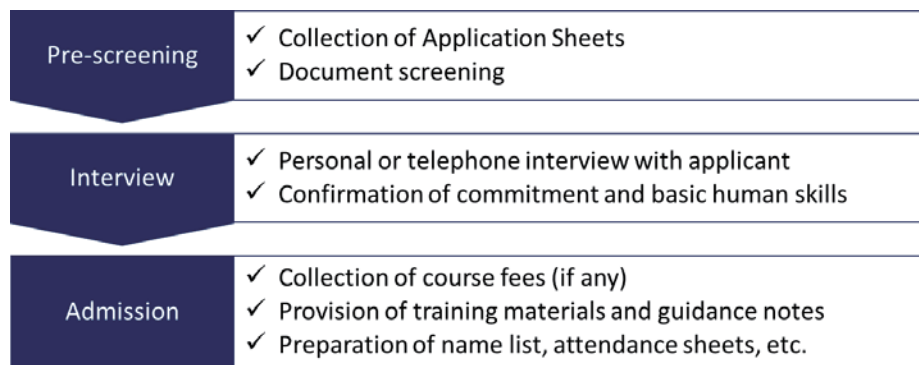 Pre-screening
✓ Collection of Application Sheets
✓ Document screening
Interview
✓ Personal or telephone interview with applicant
✓ Confirmation of commitment and basic human skills
Admission
✓ Collection of course fees (if any)
✓ Provision of training materials and guidance notes
✓ Preparation of name list, attendance sheets, etc.